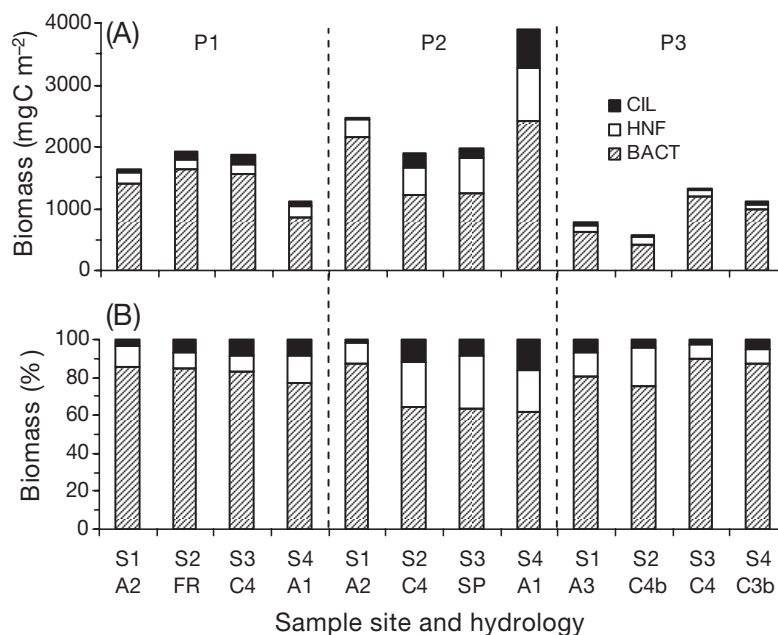 (A)
P1
P2
P3
Biomass (mgC m⁻²)
4000
3000
2000
1000
0
CIL
HNF
BACT
(B)
Biomass (%)
100
80
60
40
20
0
S1 S2 S3 S4 S1 S2 S3 S4 S1 S2 S3 S4
A2 FR C4 A1 A2 C4 SP A1 A3 C4b C4 C3b
Sample site and hydrology